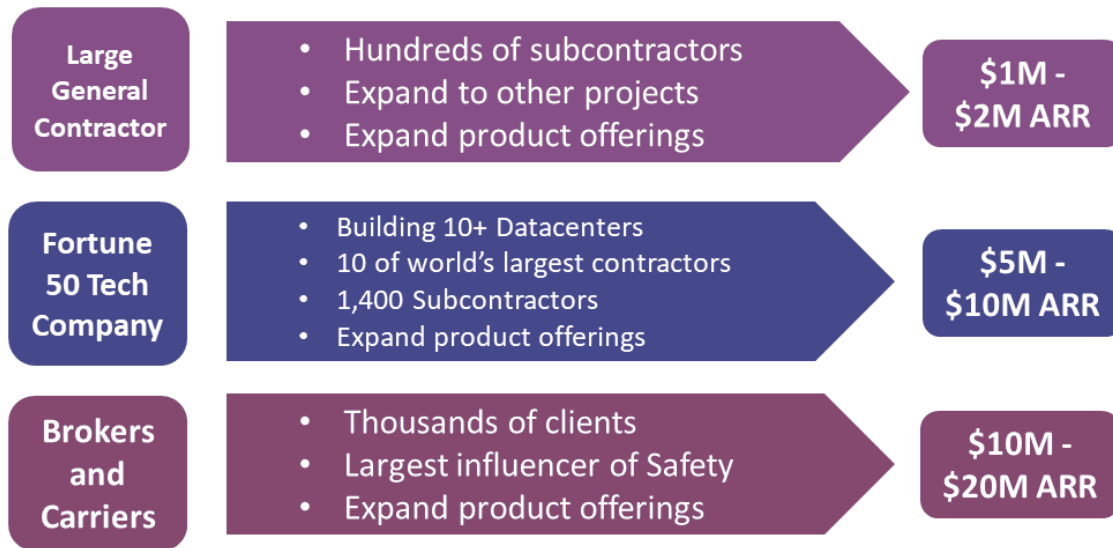 Large
General
Contractor
• Hundreds of subcontractors
• Expand to other projects
• Expand product offerings
$1M -
$2M ARR
Fortune
50 Tech
Company
• Building 10+ Datacenters
• 10 of world's largest contractors
• 1,400 Subcontractors
• Expand product offerings
$5M -
$10M ARR
Brokers
and
Carriers
• Thousands of clients
• Largest influencer of Safety
• Expand product offerings
$10M -
$20M ARR